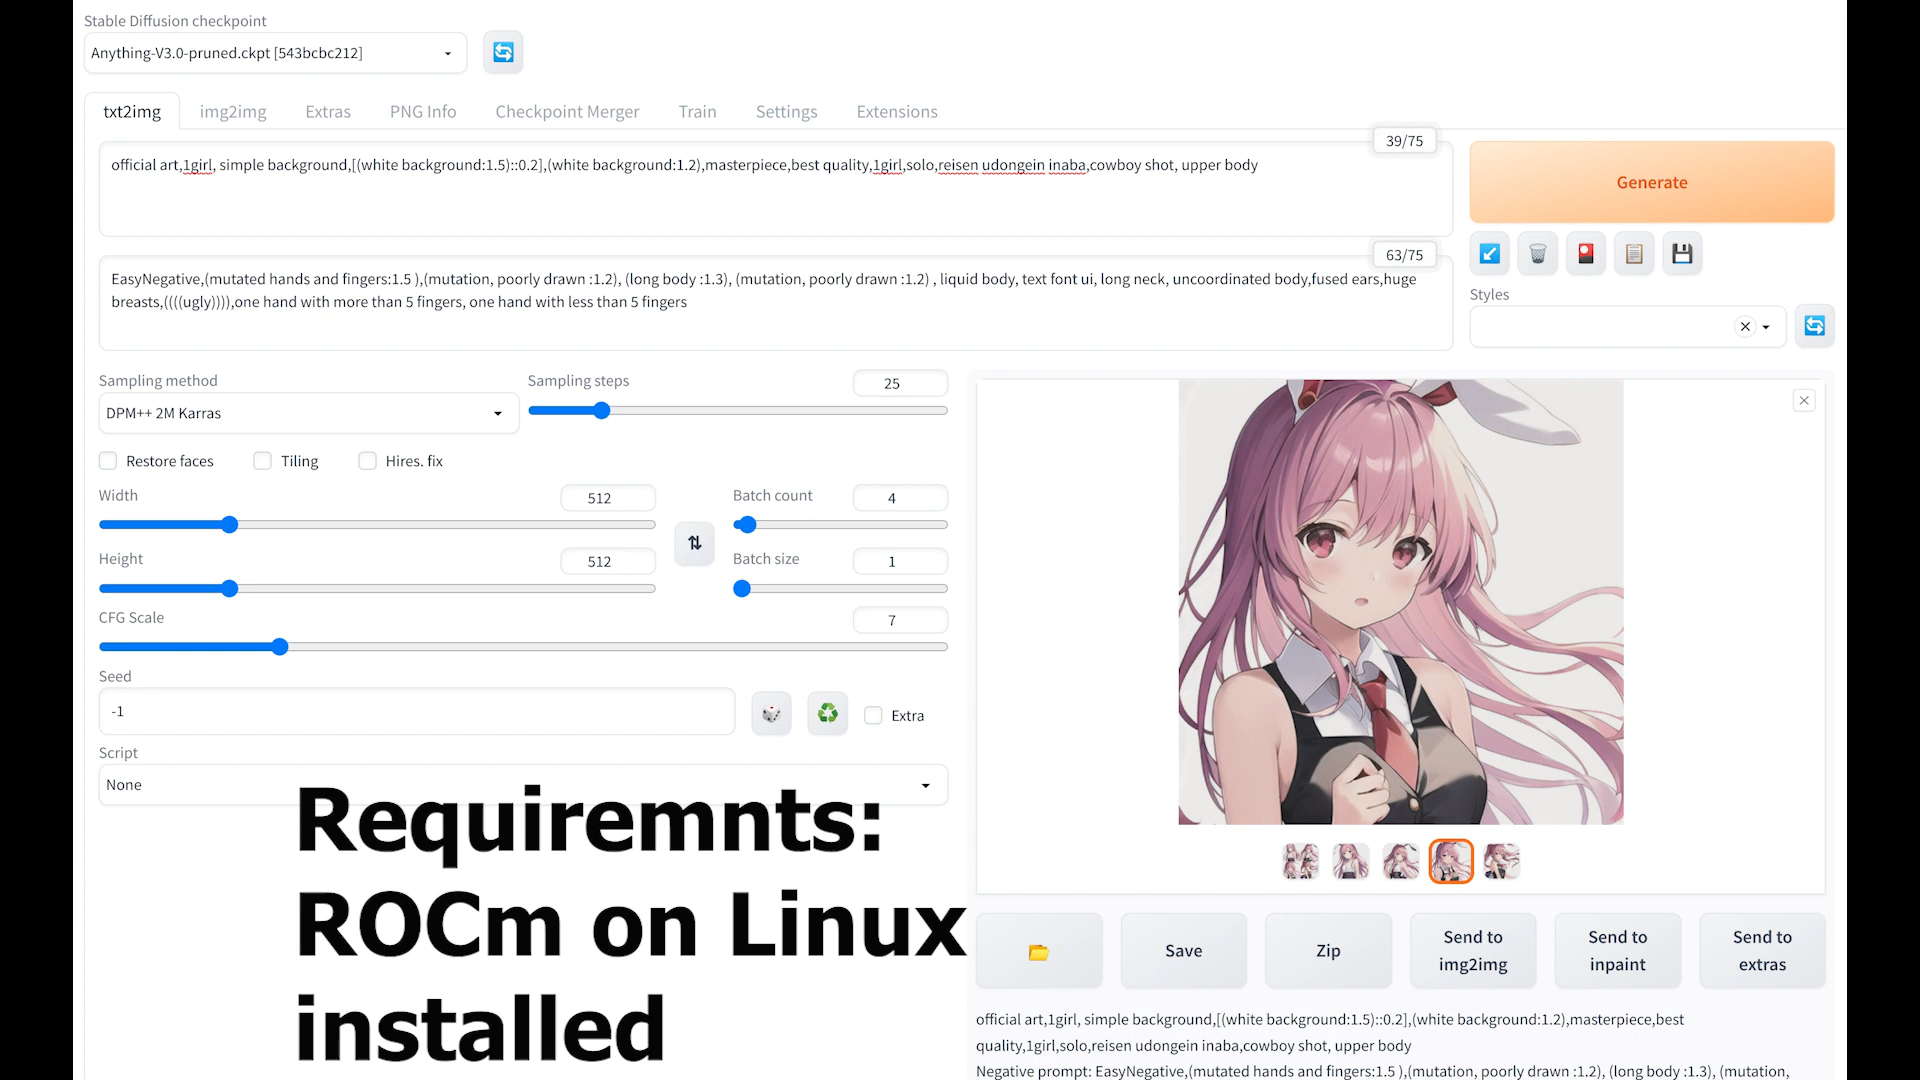 Stable Diffusion checkpoint
Anything-V3.0-pruned.ckpt [543bcbc212]
txt2img img2img Extras PNG Info Checkpoint Merger Train Settings Extensions
39/75
official art,1girl, simple background,[(white background:1.5)::0.2],(white background:1.2),masterpiece,best quality,1girl,solo,reisen udongein inaba,cowboy shot, upper body
Generate
63/75
EasyNegative,(mutated hands and fingers:1.5 ),(mutation, poorly drawn :1.2), (long body :1.3), (mutation, poorly drawn :1.2) , liquid body, text font ui, long neck, uncoordinated body,fused ears,huge
breasts,((((ugly)))),one hand with more than 5 fingers, one hand with less than 5 fingers
Styles
Sampling method
DPM++ 2M Karras
Sampling steps
25
Restore faces Tiling Hires. fix
Width
512
Batch count
4
Height
512
Batch size
1
CFG Scale
7
Seed
-1
Extra
Script
None
Requiremnts:
ROCm on Linux
installed
Save
Zip
Send to
img2img
Send to
inpaint
Send to
extras
official art,1girl, simple background,[(white background:1.5)::0.2],(white background:1.2),masterpiece,best
quality,1girl,solo,reisen udongein inaba,cowboy shot, upper body
Negative prompt: EasyNegative,(mutated hands and fingers:1.5 ),(mutation, poorly drawn :1.2), (long body :1.3), (mutation,